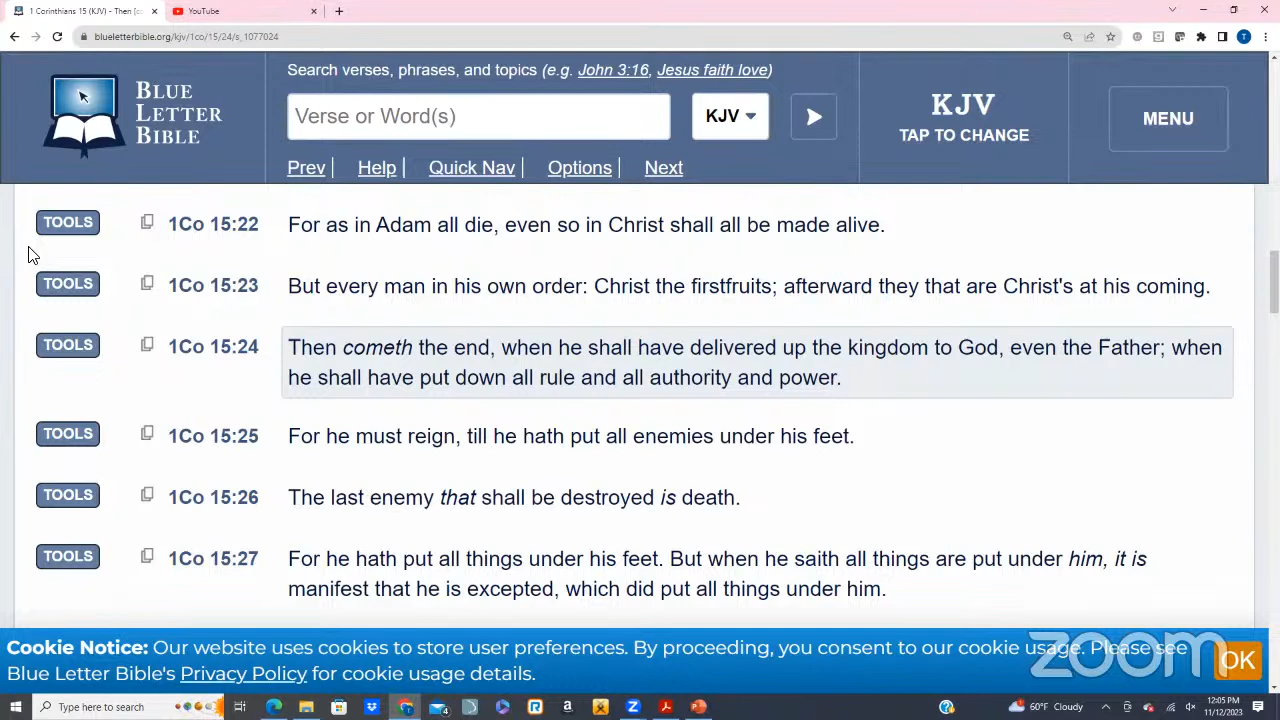 1 Corinthians 15 (KJV) - Then [co
YouTube
blueletterbible.org/kjv/1co/15/24/s_1077024
BLUE
LETTER
BIBLE
Search verses, phrases, and topics (e.g. John 3:16, Jesus faith love)
Verse or Word(s)
KJV
Prev | Help | Quick Nav | Options | Next
KJV
TAP TO CHANGE
MENU
TOOLS 1Co 15:22 For as in Adam all die, even so in Christ shall all be made alive.
TOOLS 1Co 15:23 But every man in his own order: Christ the firstfruits; afterward they that are Christ's at his coming.
TOOLS 1Co 15:24 Then cometh the end, when he shall have delivered up the kingdom to God, even the Father; when
he shall have put down all rule and all authority and power.
TOOLS 1Co 15:25 For he must reign, till he hath put all enemies under his feet.
TOOLS 1Co 15:26 The last enemy that shall be destroyed is death.
TOOLS 1Co 15:27 For he hath put all things under his feet. But when he saith all things are put under him, it is
manifest that he is excepted, which did put all things under him.
Cookie Notice: Our website uses cookies to store user preferences. By proceeding, you consent to our cookie usage. Please see
Blue Letter Bible's Privacy Policy for cookie usage details.
OK
zoom
Type here to search
60°F Cloudy
12:05 PM
11/12/2023